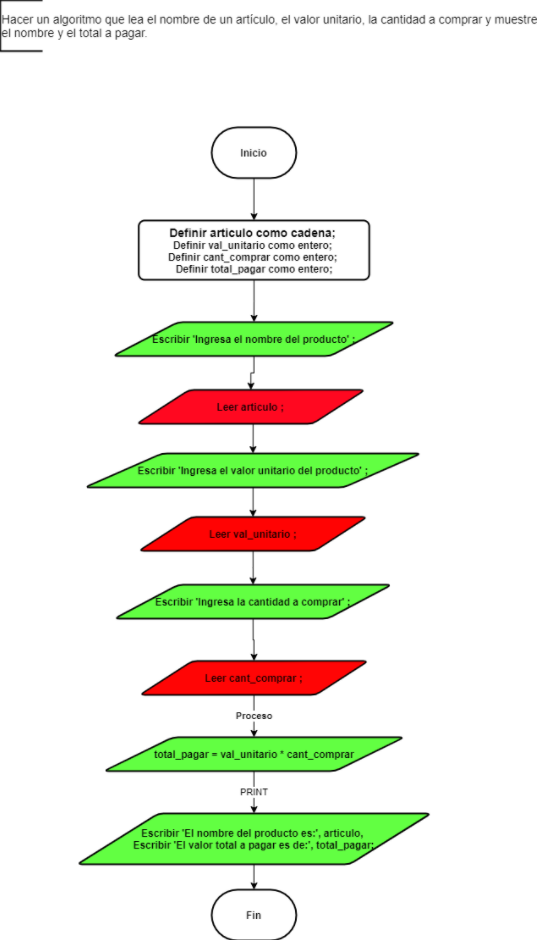 Hacer un algoritmo que lea el nombre de un artículo, el valor unitario, la cantidad a comprar y muestre
el nombre y el total a pagar.
Inicio
Definir articulo como cadena;
Definir val_unitario como entero;
Definir cant_comprar como entero;
Definir total_pagar como entero;
Escribir 'Ingresa el nombre del producto' ;
Leer articulo ;
Escribir 'Ingresa el valor unitario del producto' ;
Leer val_unitario ;
Escribir 'Ingresa la cantidad a comprar' ;
Leer cant_comprar ;
Proceso
total_pagar = val_unitario * cant_comprar
PRINT
Escribir 'El nombre del producto es:', articulo,
Escribir 'El valor total a pagar es de:', total_pagar;
Fin